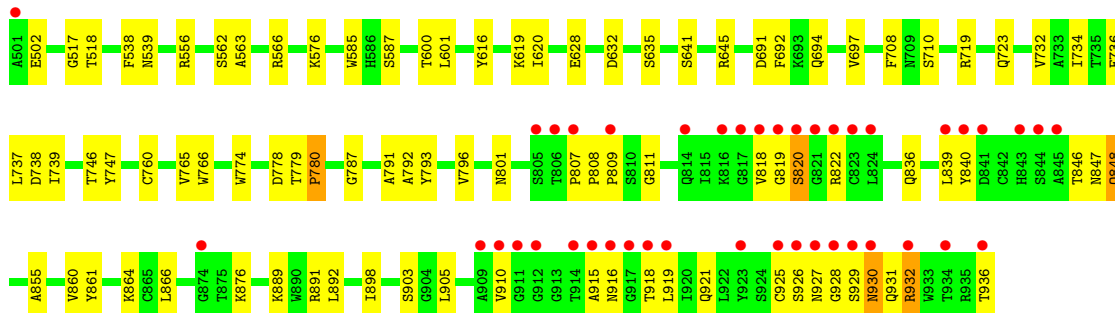 A501 E502 G517 T518 F538 N539 R556 S562 A563 R566 K576 W585 H586 S587 T600 L601 Y616 K619 I620 E628 D632 S635 S641 R645 D691 F692 K693 Q694 V697 F708 N709 S710 R719 Q723 V732 A733 I734 T735 E736
L737 D738 I739 T746 Y747 C760 V765 W766 W774 D778 T779 P780 G787 A791 A792 Y793 V796 N801 S805 T806 P807 P808 P809 S810 G811 Q814 I815 K816 G817 V818 G819 S820 G821 R822 C823 L824 Q836 L839 Y840 D841 C842 H843 S844 A845 T846 N847
A855 V860 Y861 K864 C865 L866 G874 T875 K876 K889 W890 R891 L892 I898 S903 G904 L905 A909 V910 G911 G912 G913 T914 A915 N916 G917 T918 L919 I920 Q921 L922 Y923 S924 C925 S926 N927 G928 S929 N930 Q931 R932 W933 T934 R935 T936